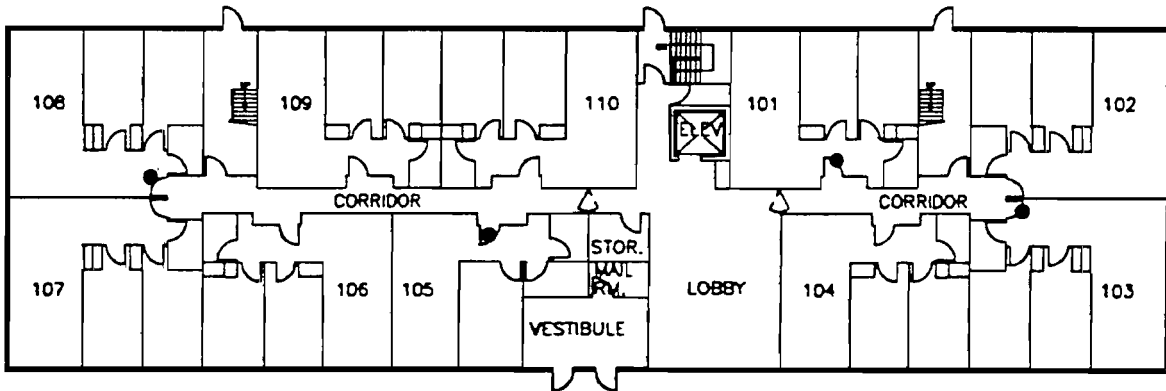 108
109
110
ELEV
101
102
CORRIDOR
CORRIDOR
STOR.
MAIL
RM.
107
106
105
LOBBY
104
103
VESTIBULE